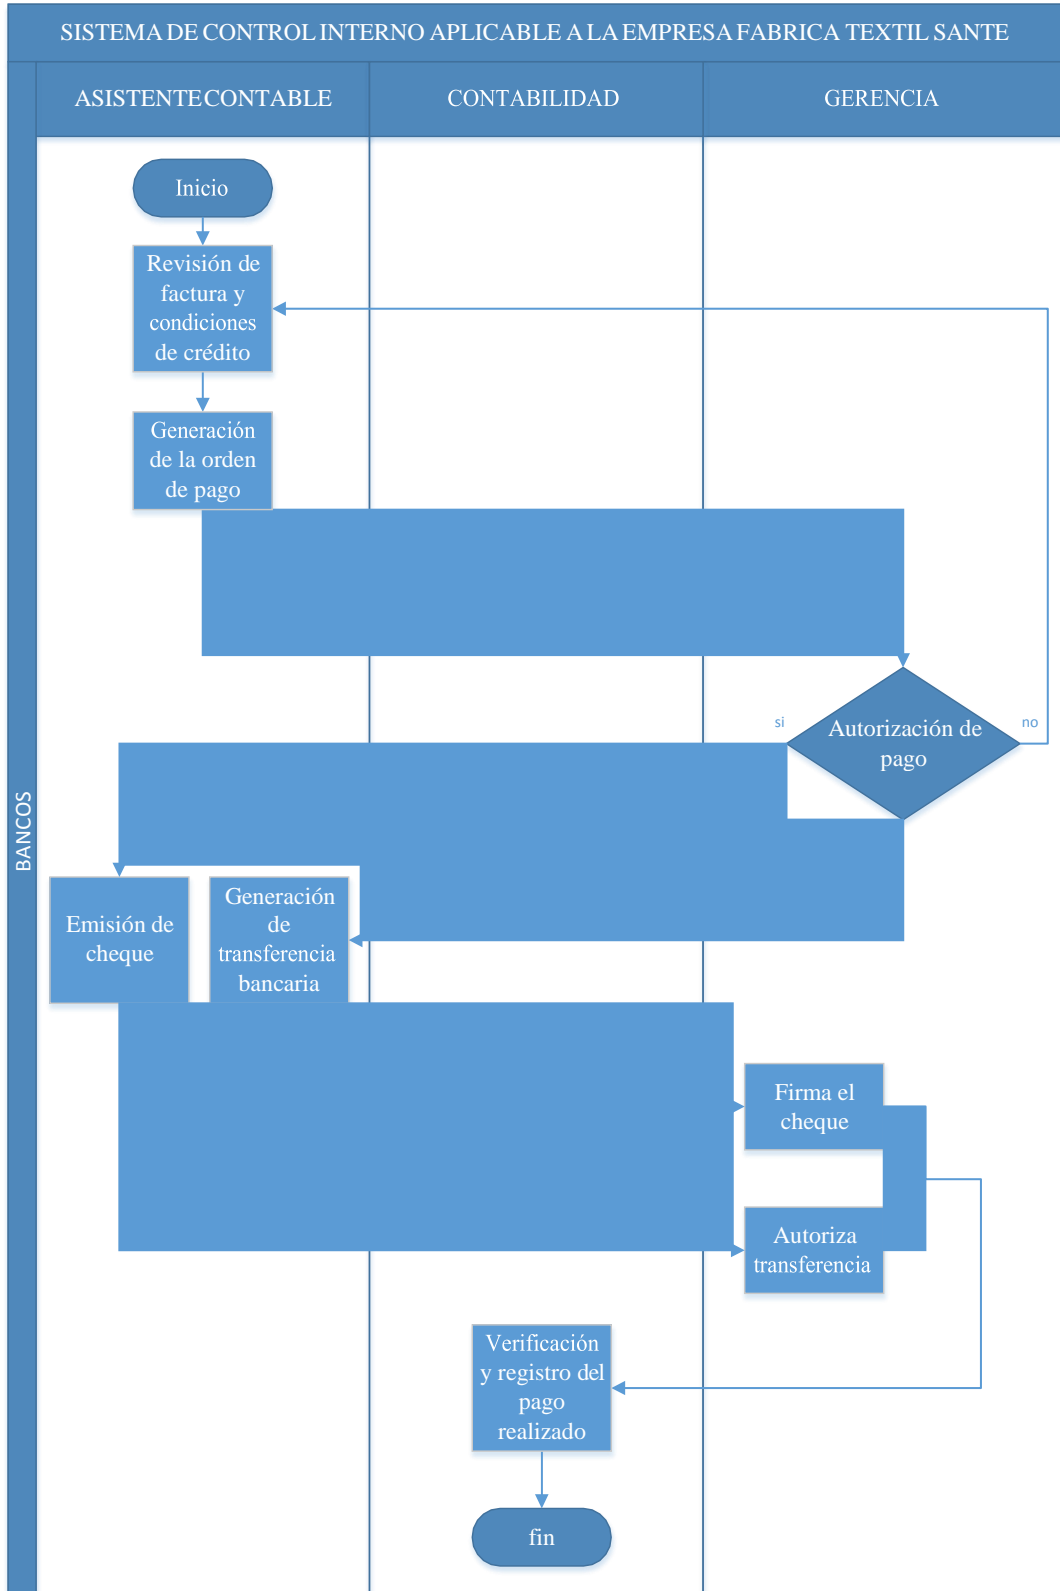 SISTEMA DE CONTROL INTERNO APLICABLE A LA EMPRESA FABRICA TEXTIL SANTE
ASISTENTE CONTABLE
CONTABILIDAD
GERENCIA
BANCOS
Inicio
Revisión de
factura y
condiciones
de crédito
Generación
de la orden
de pago
si
Autorización de
pago
no
Emisión de
cheque
Generación
de
transferencia
bancaria
Firma el
cheque
Autoriza
transferencia
Verificación
y registro del
pago
realizado
fin